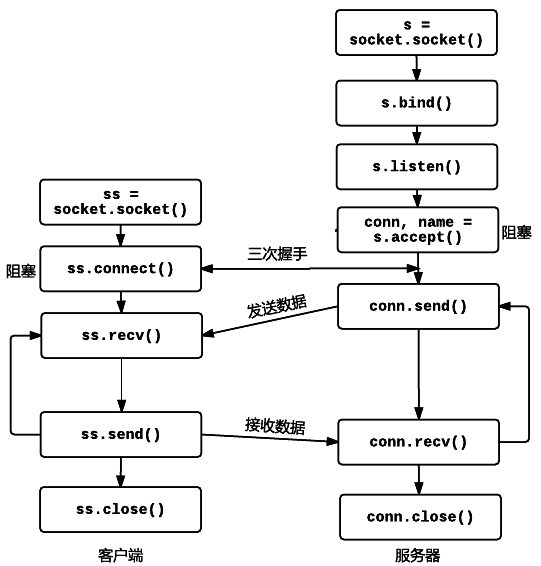 s =
socket.socket()
s.bind()
s.listen()
ss =
socket.socket()
conn, name =
s.accept()
阻塞
阻塞
ss.connect()
三次握手
ss.recv()
发送数据
conn.send()
ss.send()
接收数据
conn.recv()
ss.close()
conn.close()
客户端
服务器